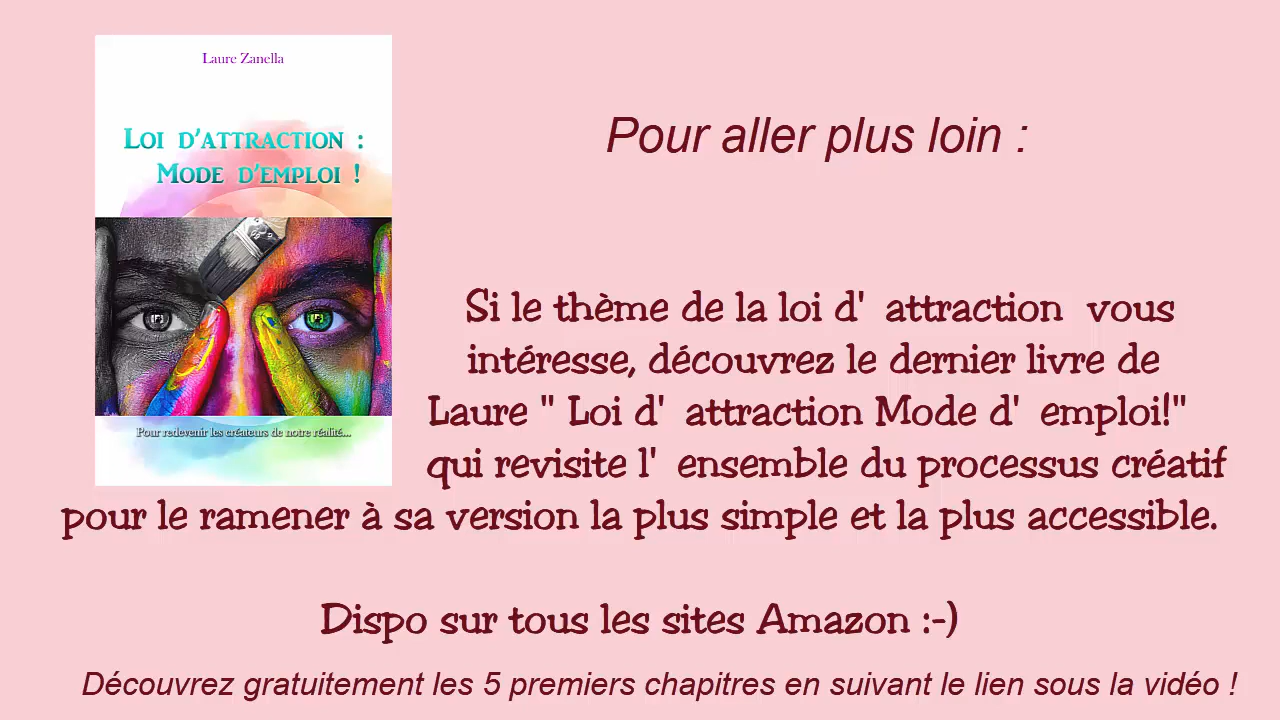 Laure Zanella
Loi d'attraction :
Mode d'emploi !
Pour redevenir les créateurs de notre réalité...
Pour aller plus loin :
Si le thème de la loi d' attraction vous
intéresse, découvrez le dernier livre de
Laure " Loi d' attraction Mode d' emploi!"
qui revisite l' ensemble du processus créatif
pour le ramener à sa version la plus simple et la plus accessible.
Dispo sur tous les sites Amazon :-)
Découvrez gratuitement les 5 premiers chapitres en suivant le lien sous la vidéo !